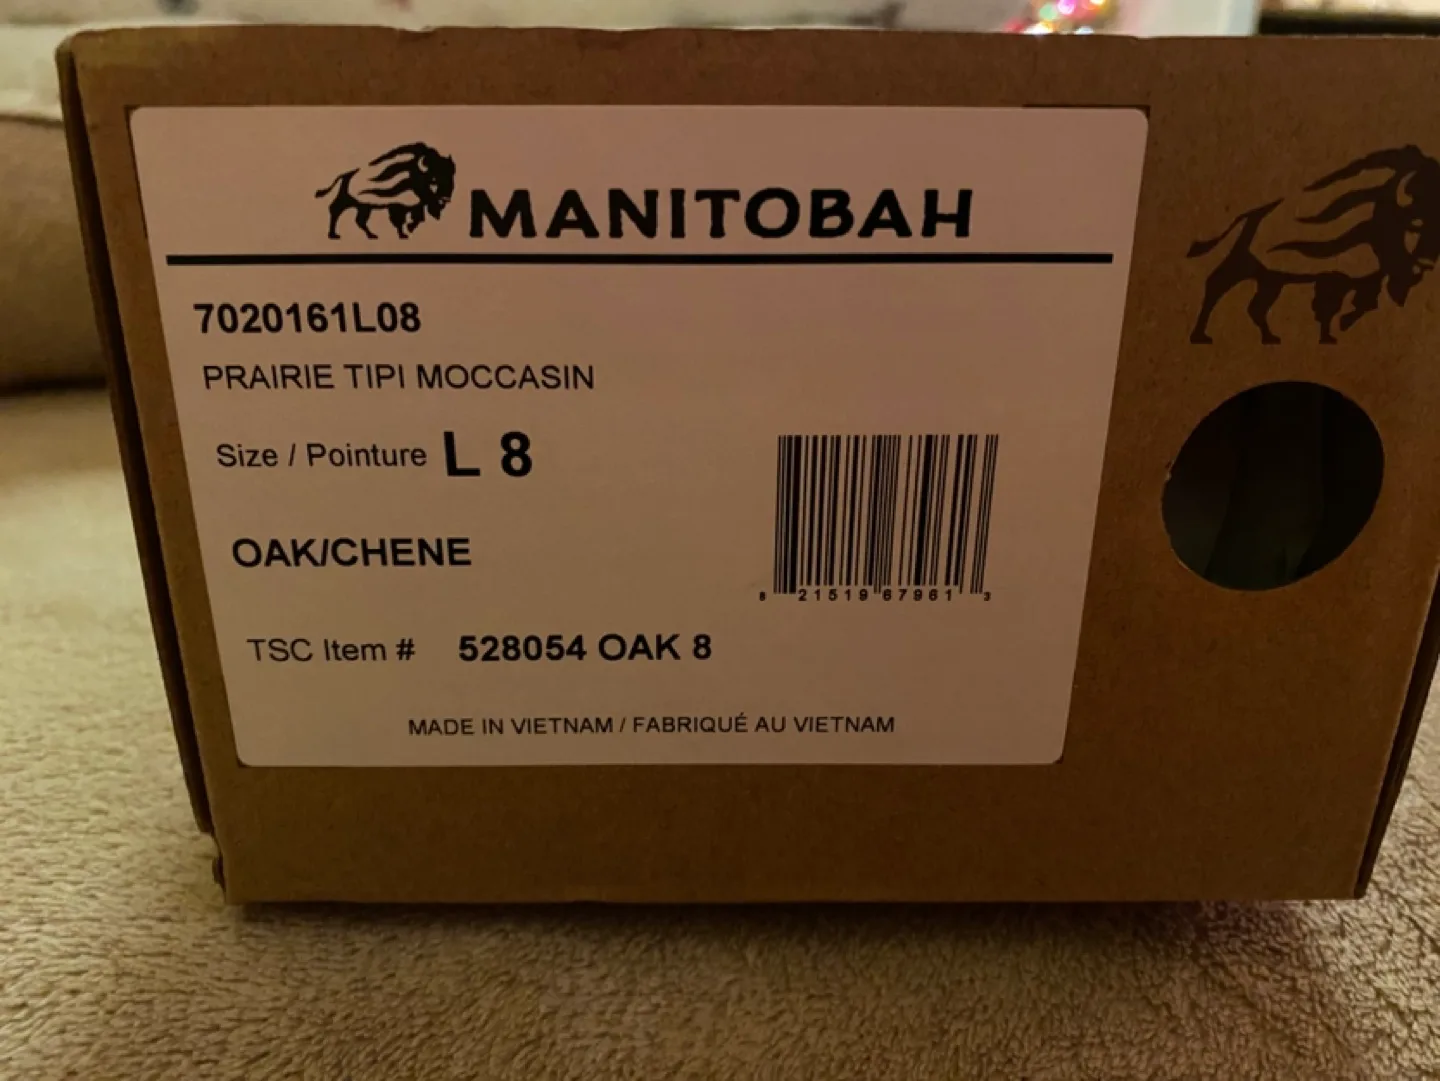 MANITOBAH
7020161L08
PRAIRIE TIPI MOCCASIN
Size / Pointure L 8
OAK/CHENE
8 21519 67961 3
TSC Item # 528054 OAK 8
MADE IN VIETNAM / FABRIQUÉ AU VIETNAM